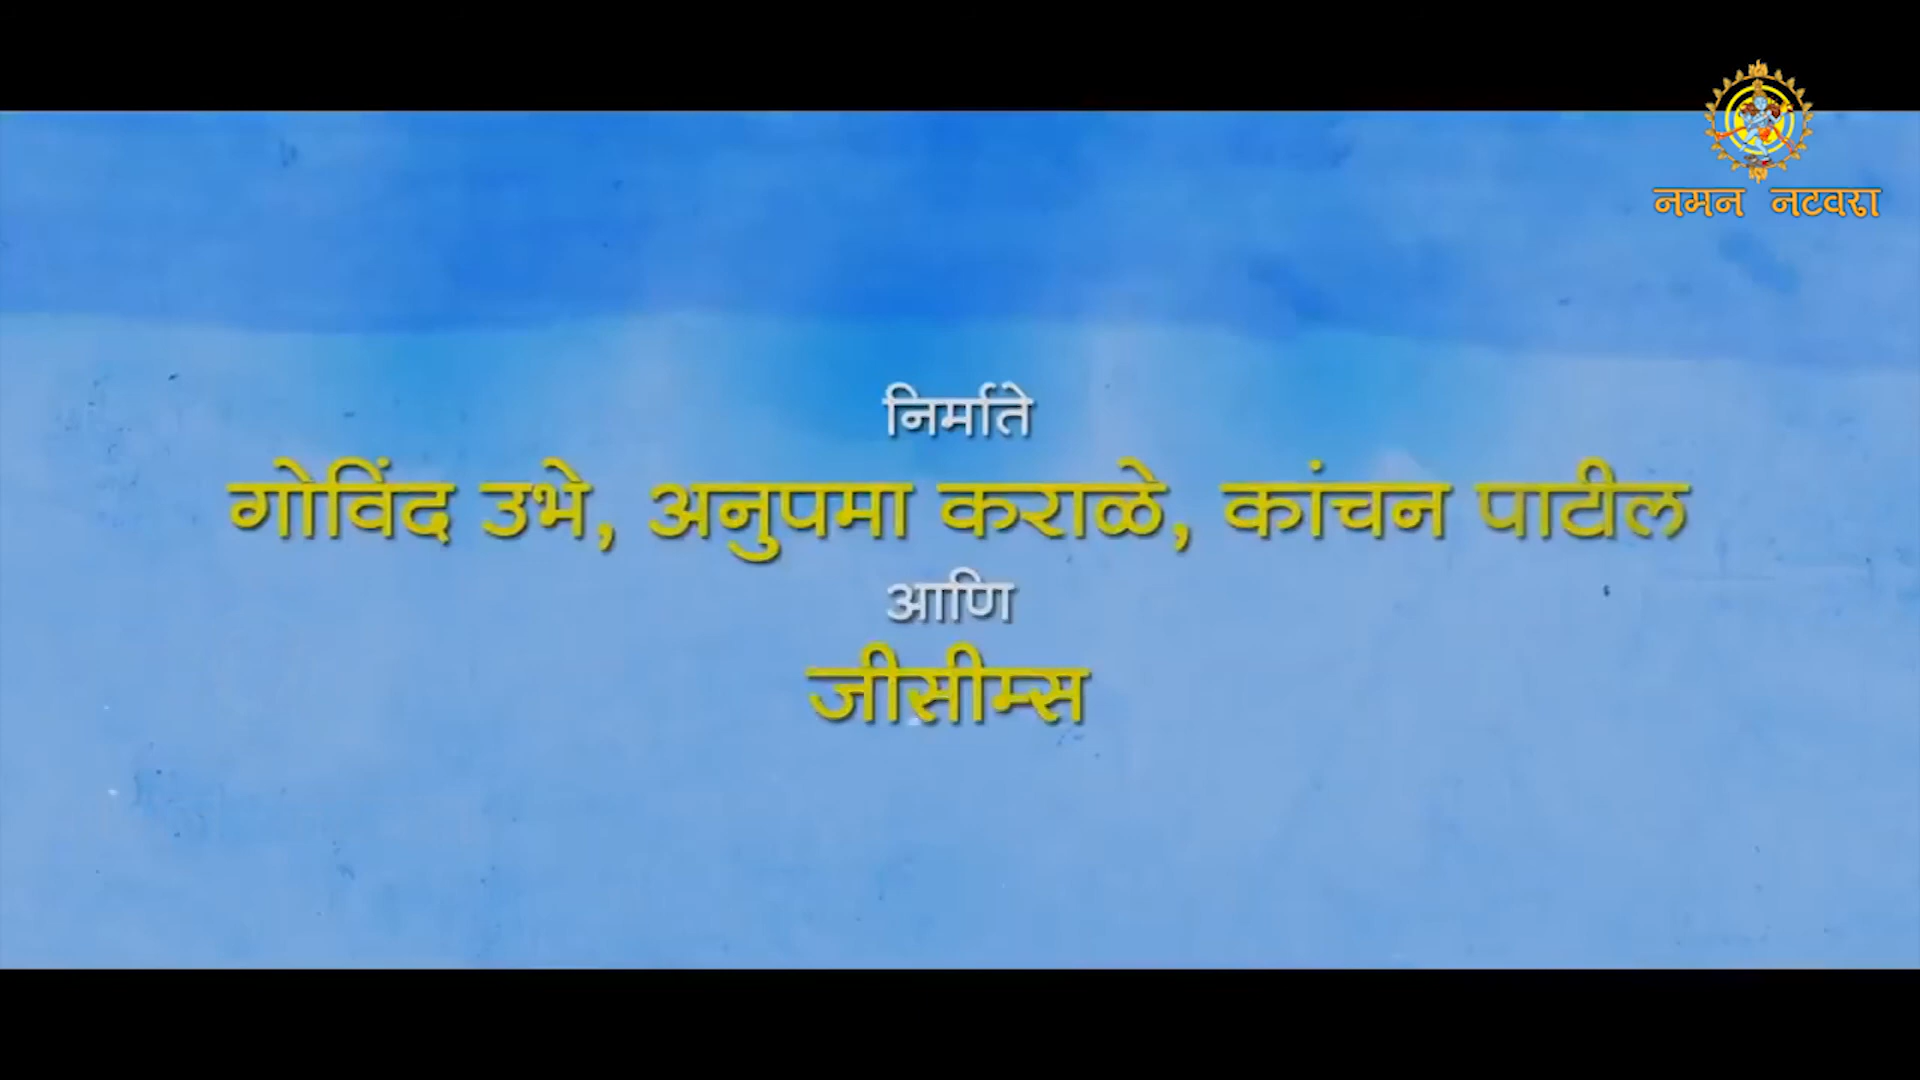 नमन नटवरा
निर्माते
गोविंद उभे, अनुपमा कराळे, कांचन पाटील
आणि
जीसीम्स